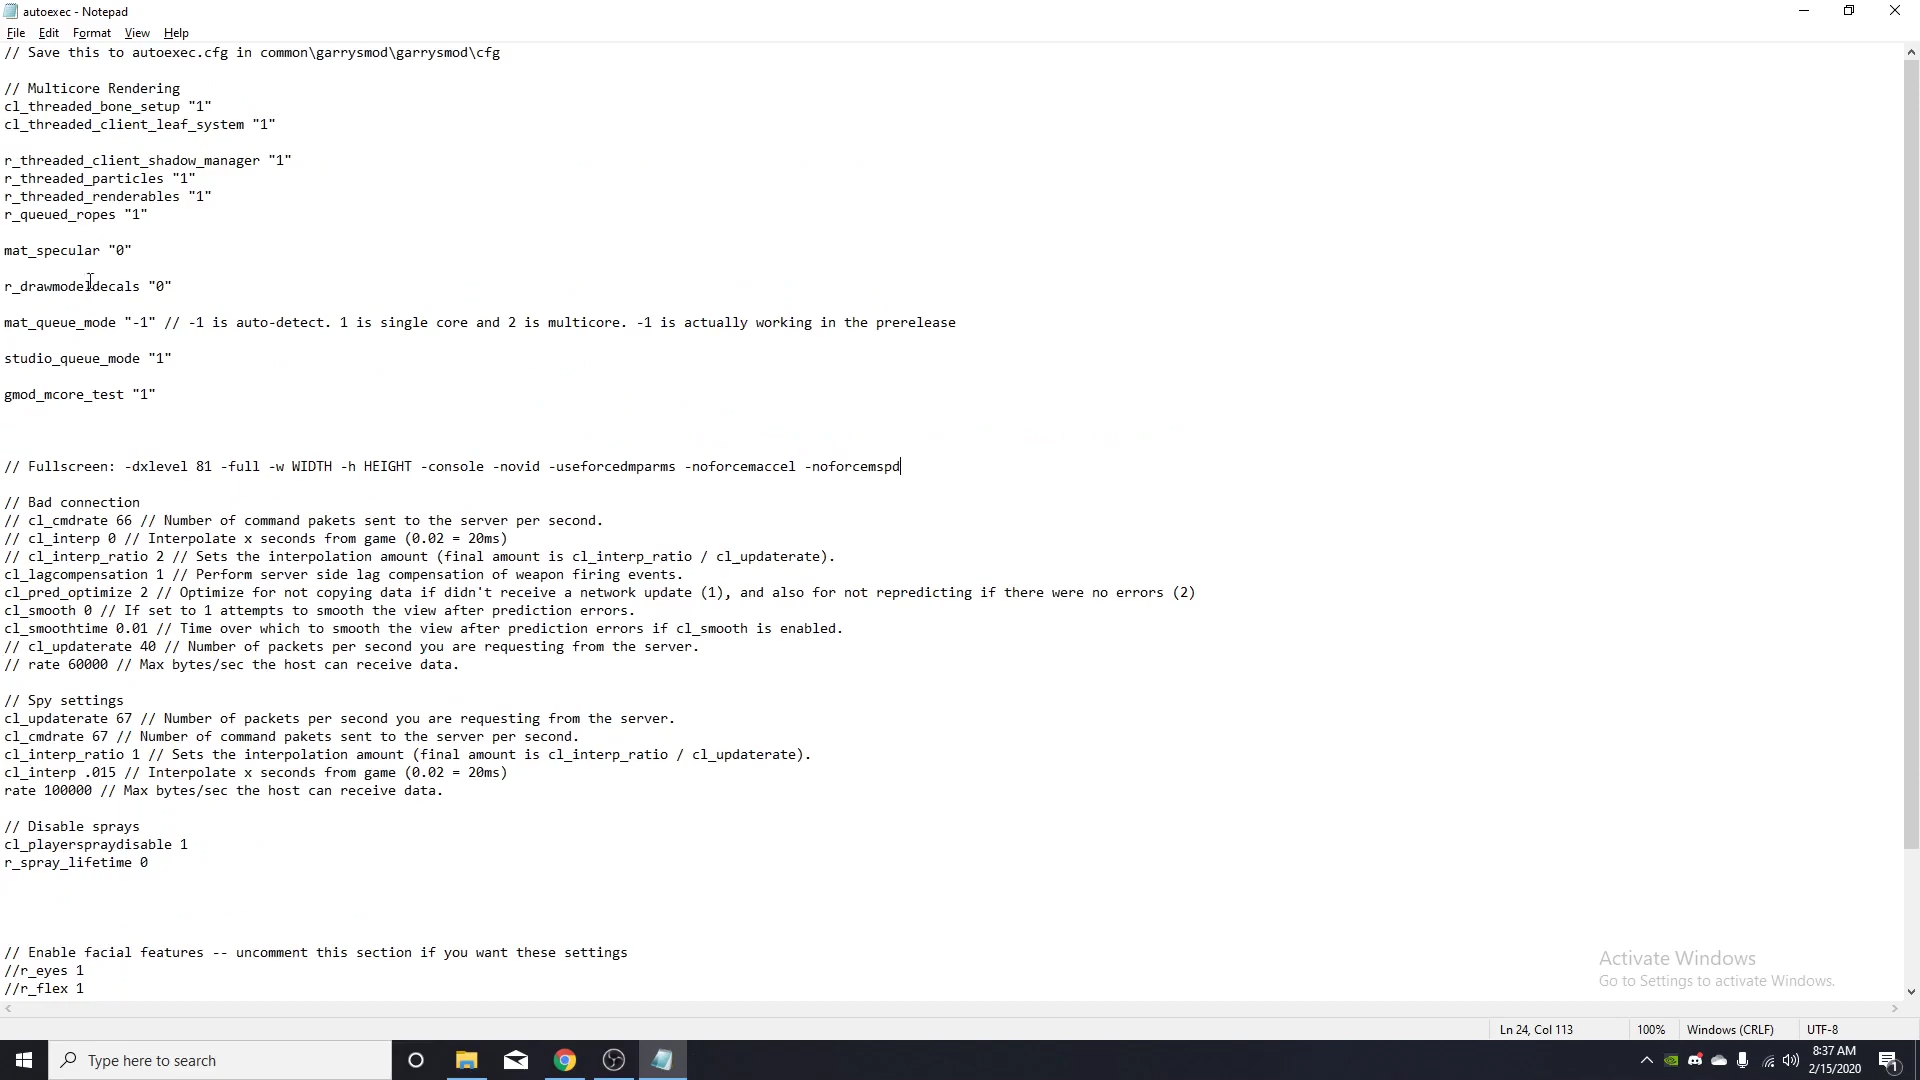 autoexec - Notepad
File Edit Format View Help
// Save this to autoexec.cfg in common\garrysmod\garrysmod\cfg
// Multicore Rendering
cl_threaded_bone_setup "1"
cl_threaded_client_leaf_system "1"
r_threaded_client_shadow_manager "1"
r_threaded_particles "1"
r_threaded_renderables "1"
r_queued_ropes "1"
mat_specular "0"
r_drawmodeldecals "0"
mat_queue_mode "-1" // -1 is auto-detect. 1 is single core and 2 is multicore. -1 is actually working in the prerelease
studio_queue_mode "1"
gmod_mcore_test "1"
// Fullscreen: -dxlevel 81 -full -w WIDTH -h HEIGHT -console -novid -useforcedmparms -noforcemaccel -noforcemspd
// Bad connection
// cl_cmdrate 66 // Number of command pakets sent to the server per second.
// cl_interp 0 // Interpolate x seconds from game (0.02 = 20ms)
// cl_interp_ratio 2 // Sets the interpolation amount (final amount is cl_interp_ratio / cl_updaterate).
cl_lagcompensation 1 // Perform server side lag compensation of weapon firing events.
cl_pred_optimize 2 // Optimize for not copying data if didn't receive a network update (1), and also for not repredicting if there were no errors (2)
cl_smooth 0 // If set to 1 attempts to smooth the view after prediction errors.
cl_smoothtime 0.01 // Time over which to smooth the view after prediction errors if cl_smooth is enabled.
// cl_updaterate 40 // Number of packets per second you are requesting from the server.
// rate 60000 // Max bytes/sec the host can receive data.
// Spy settings
cl_updaterate 67 // Number of packets per second you are requesting from the server.
cl_cmdrate 67 // Number of command pakets sent to the server per second.
cl_interp_ratio 1 // Sets the interpolation amount (final amount is cl_interp_ratio / cl_updaterate).
cl_interp .015 // Interpolate x seconds from game (0.02 = 20ms)
rate 100000 // Max bytes/sec the host can receive data.
// Disable sprays
cl_playerspraydisable 1
r_spray_lifetime 0
// Enable facial features -- uncomment this section if you want these settings
//r_eyes 1
//r_flex 1
Activate Windows
Go to Settings to activate Windows.
Ln 24, Col 113 100% Windows (CRLF) UTF-8
Type here to search
8:37 AM
2/15/2020
1